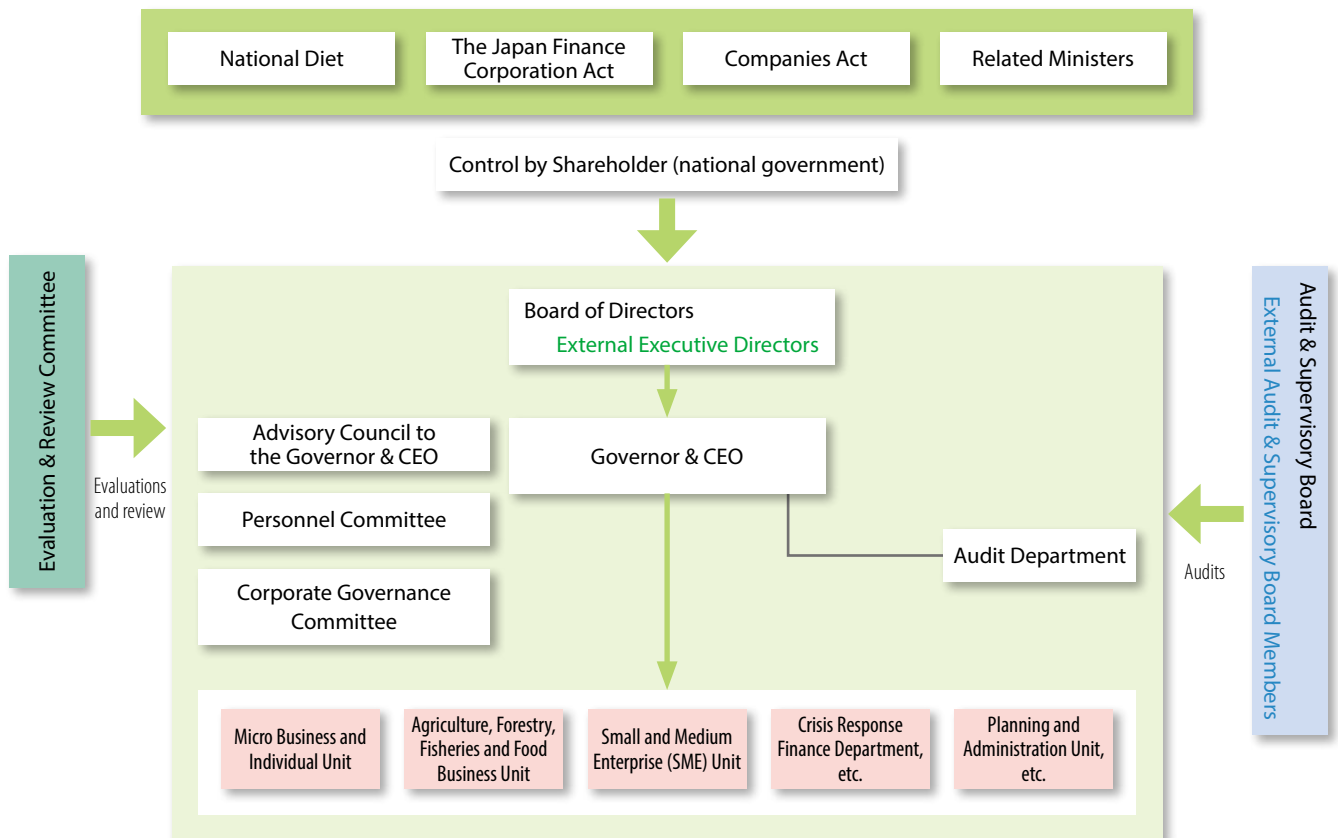 National Diet
The Japan Finance
Corporation Act
Companies Act
Related Ministers
Control by Shareholder (national government)
Evaluation & Review Committee
Evaluations
and review
Board of Directors
External Executive Directors
Advisory Council to
the Governor & CEO
Governor & CEO
Personnel Committee
Corporate Governance
Committee
Audit Department
Audits
Audit & Supervisory Board
External Audit & Supervisory Board Members
Micro Business and
Individual Unit
Agriculture, Forestry,
Fisheries and Food
Business Unit
Small and Medium
Enterprise (SME) Unit
Crisis Response
Finance Department,
etc.
Planning and
Administration Unit,
etc.